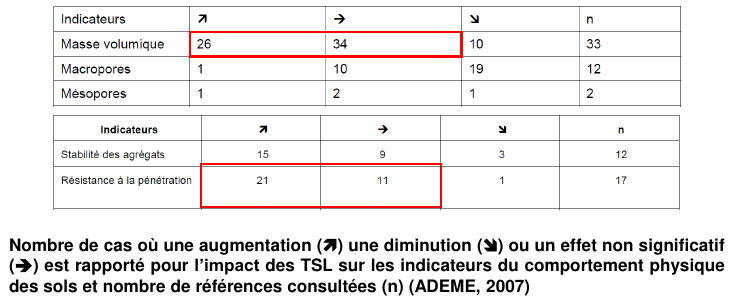 Indicateurs ↗ → ↘ n
Masse volumique 26 34 10 33
Macropores 1 10 19 12
Mésopores 1 2 1 2
Indicateurs ↗ → ↘ n
Stabilité des agrégats 15 9 3 12
Résistance à la pénétration 21 11 1 17
Nombre de cas où une augmentation (↗) une diminution (↘) ou un effet non significatif
(→) est rapporté pour l'impact des TSL sur les indicateurs du comportement physique
des sols et nombre de références consultées (n) (ADEME, 2007)